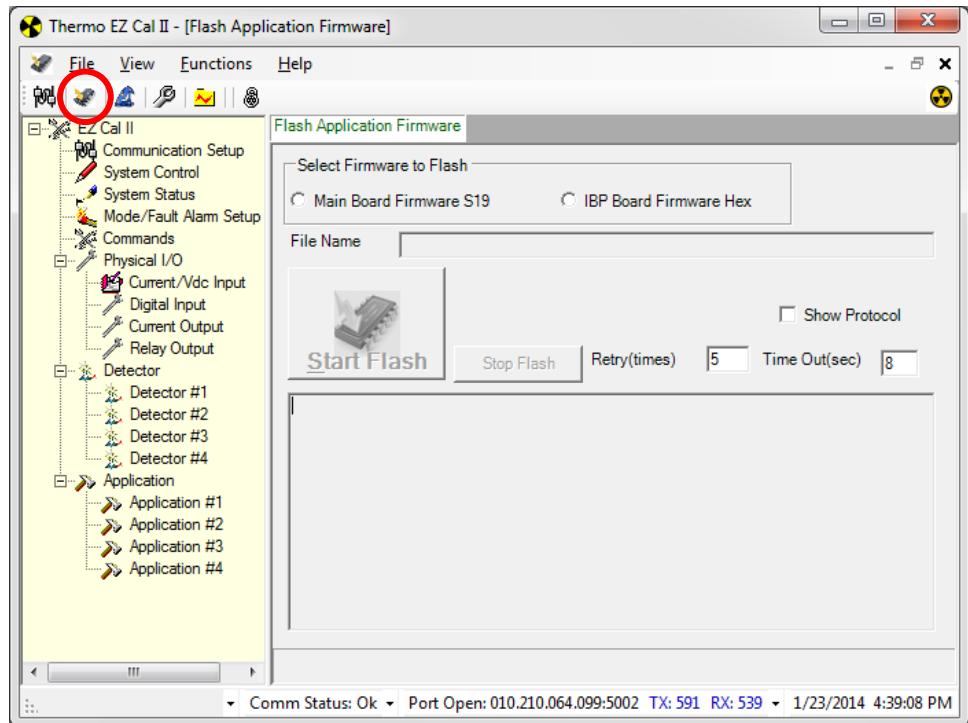 Thermo EZ Cal II - [Flash Application Firmware]
File View Functions Help
EZ Cal II
Communication Setup
System Control
System Status
Mode/Fault Alarm Setup
Commands
Physical I/O
Current/Vdc Input
Digital Input
Current Output
Relay Output
Detector
Detector #1
Detector #2
Detector #3
Detector #4
Application
Application #1
Application #2
Application #3
Application #4
Flash Application Firmware
Select Firmware to Flash
Main Board Firmware S19
IBP Board Firmware Hex
File Name
Show Protocol
Start Flash
Stop Flash
Retry(times) 5
Time Out(sec) 8
Comm Status: Ok Port Open: 010.210.064.099:5002 TX: 591 RX: 539 1/23/2014 4:39:08 PM